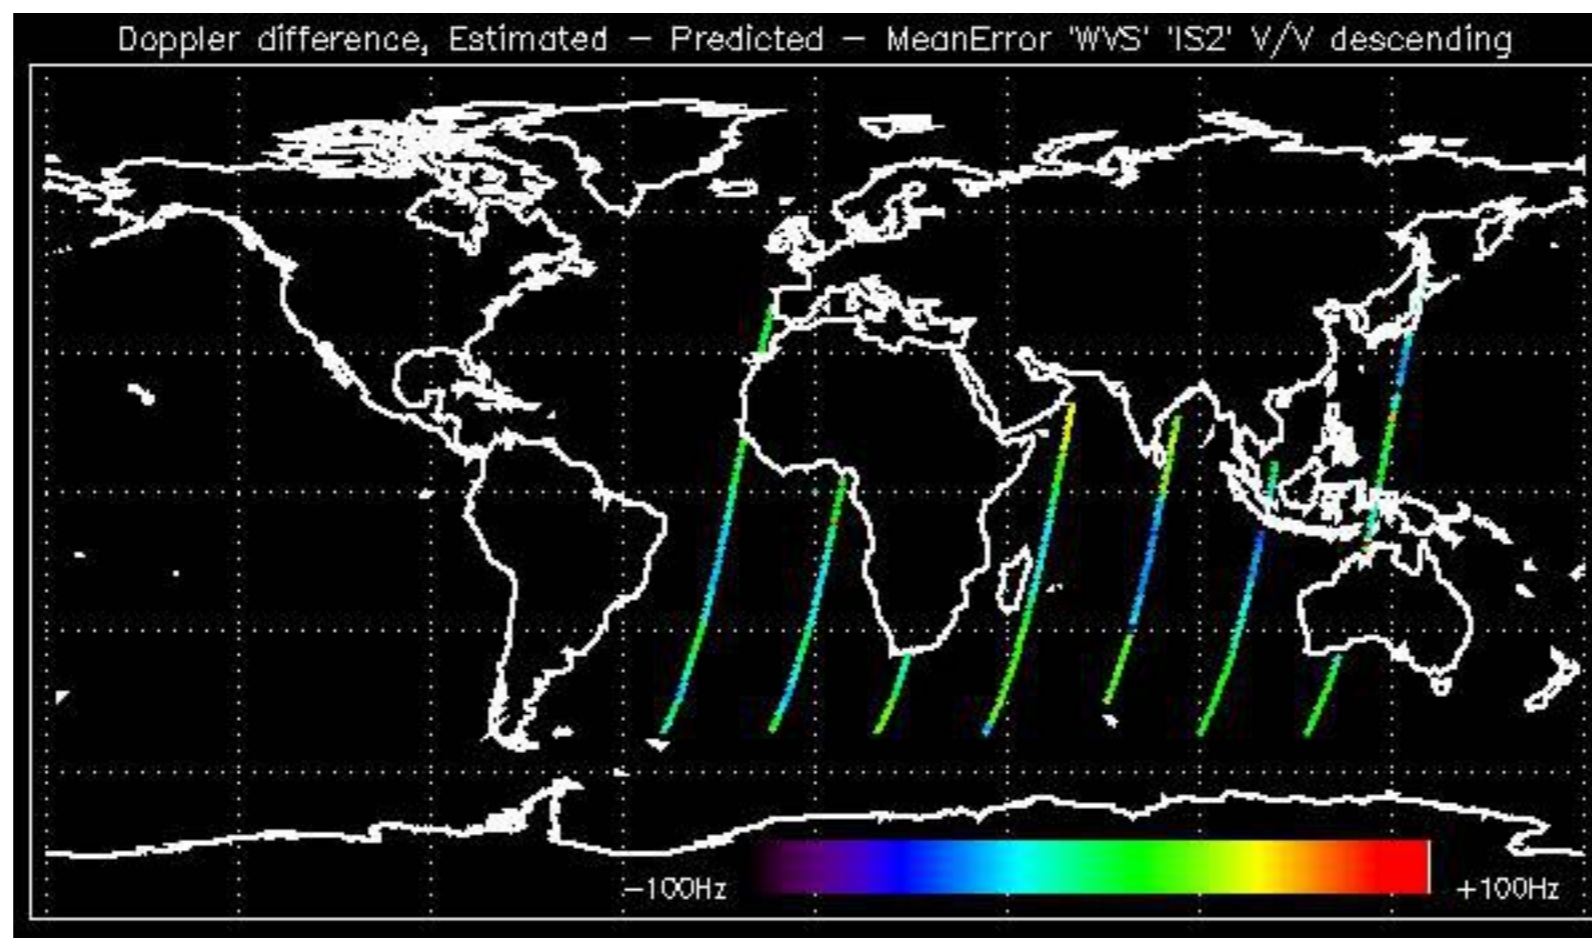 Doppler difference, Estimated – Predicted – MeanError 'WVS' 'IS2' V/V descending
-100Hz
+100Hz